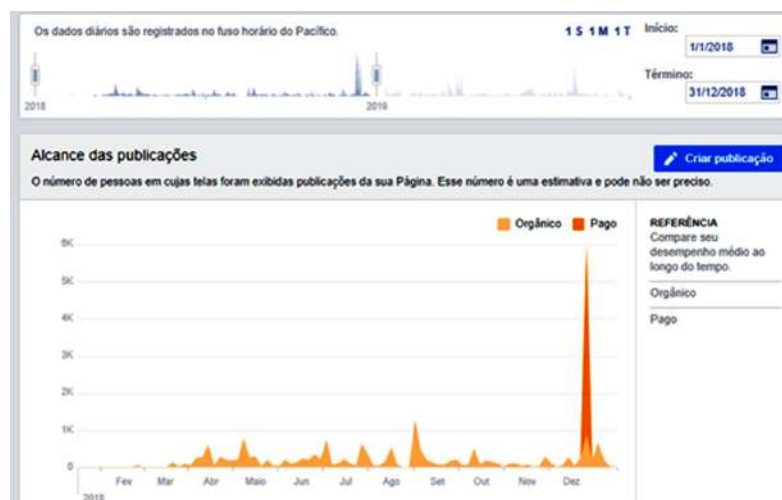 Os dados diários são registrados no fuso horário do Pacífico.
1 S 1 M 1 T
Início:
1/1/2018
Término:
31/12/2018
2018
2019
Alcance das publicações
Criar publicação
O número de pessoas em cujas telas foram exibidas publicações da sua Página. Esse número é uma estimativa e pode não ser preciso.
Orgânico
Pago
6K
5K
4K
3K
2K
1K
0
Fev
Mar
Abr
Maio
Jun
Jul
Ago
Set
Out
Nov
Dez
2018
REFERÊNCIA
Compare seu
desempenho médio ao
longo do tempo.
Orgânico
Pago